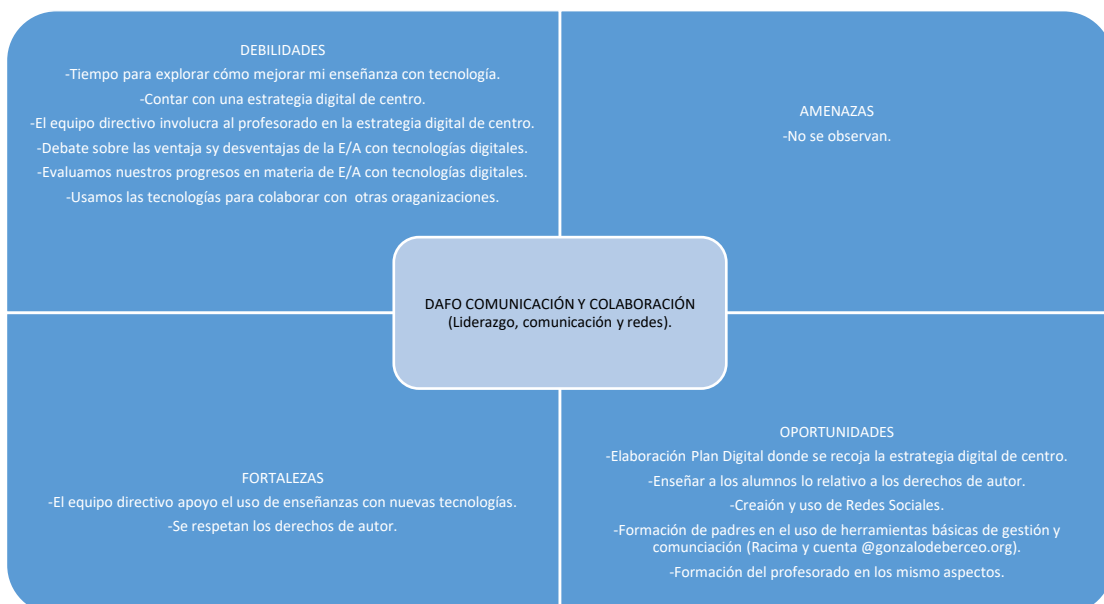 DEBILIDADES
-Tiempo para explorar cómo mejorar mi enseñanza con tecnología.
-Contar con una estrategia digital de centro.
-El equipo directivo involucra al profesorado en la estrategia digital de centro.
-Debate sobre las ventaja sy desventajas de la E/A con tecnologías digitales.
-Evaluamos nuestros progresos en materia de E/A con tecnologías digitales.
-Usamos las tecnologías para colaborar con  otras oraganizaciones.
AMENAZAS
-No se observan.
DAFO COMUNICACIÓN Y COLABORACIÓN
(Liderazgo, comunicación y redes).
FORTALEZAS
-El equipo directivo apoyo el uso de enseñanzas con nuevas tecnologías.
-Se respetan los derechos de autor.
OPORTUNIDADES
-Elaboración Plan Digital donde se recoja la estrategia digital de centro.
-Enseñar a los alumnos lo relativo a los derechos de autor.
-Creaión y uso de Redes Sociales.
-Formación de padres en el uso de herramientas básicas de gestión y
comunciación (Racima y cuenta @gonzalodeberceo.org).
-Formación del profesorado en los mismo aspectos.